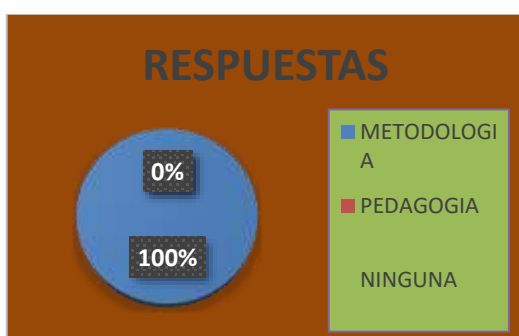 RESPUESTAS
0%
100%
METODOLOGI
A
PEDAGOGIA
NINGUNA